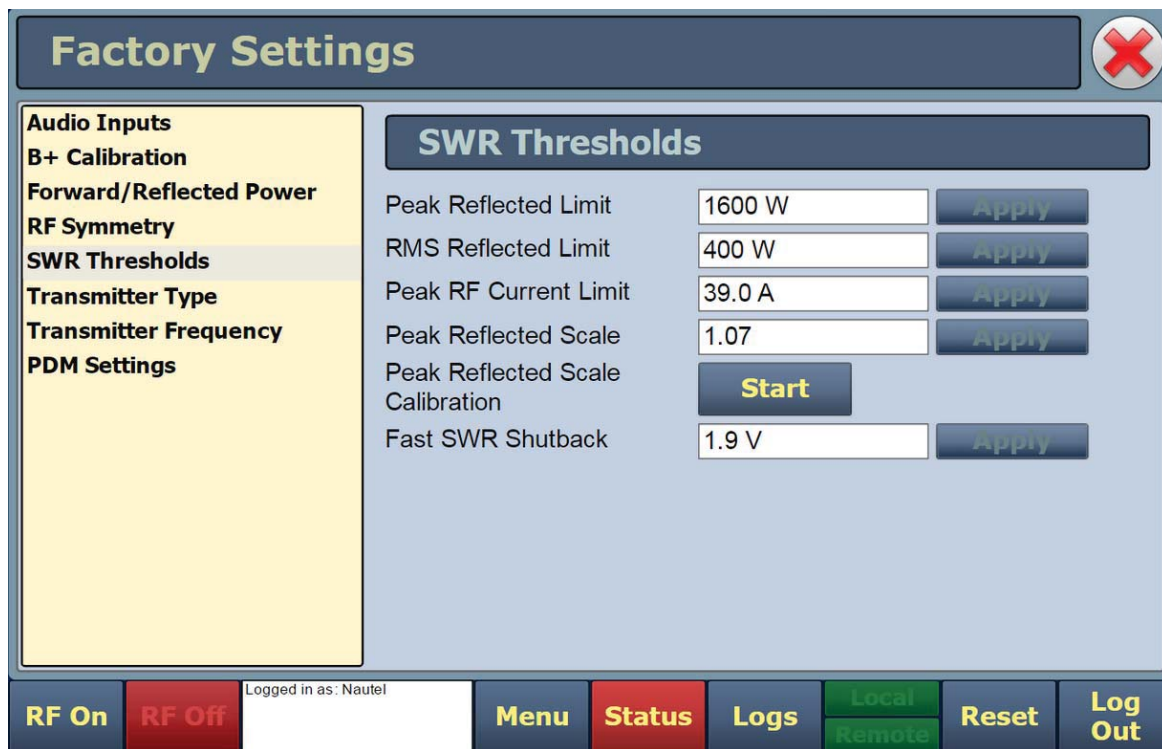 Factory Settings
Audio Inputs
B+ Calibration
Forward/Reflected Power
RF Symmetry
SWR Thresholds
Transmitter Type
Transmitter Frequency
PDM Settings
SWR Thresholds
Peak Reflected Limit 1600 W Apply
RMS Reflected Limit 400 W Apply
Peak RF Current Limit 39.0 A Apply
Peak Reflected Scale 1.07 Apply
Peak Reflected Scale
Calibration
Start
Fast SWR Shutback 1.9 V Apply
RF On
RF Off
Logged in as: Nautel
Menu
Status
Logs
Local
Remote
Reset
Log
Out